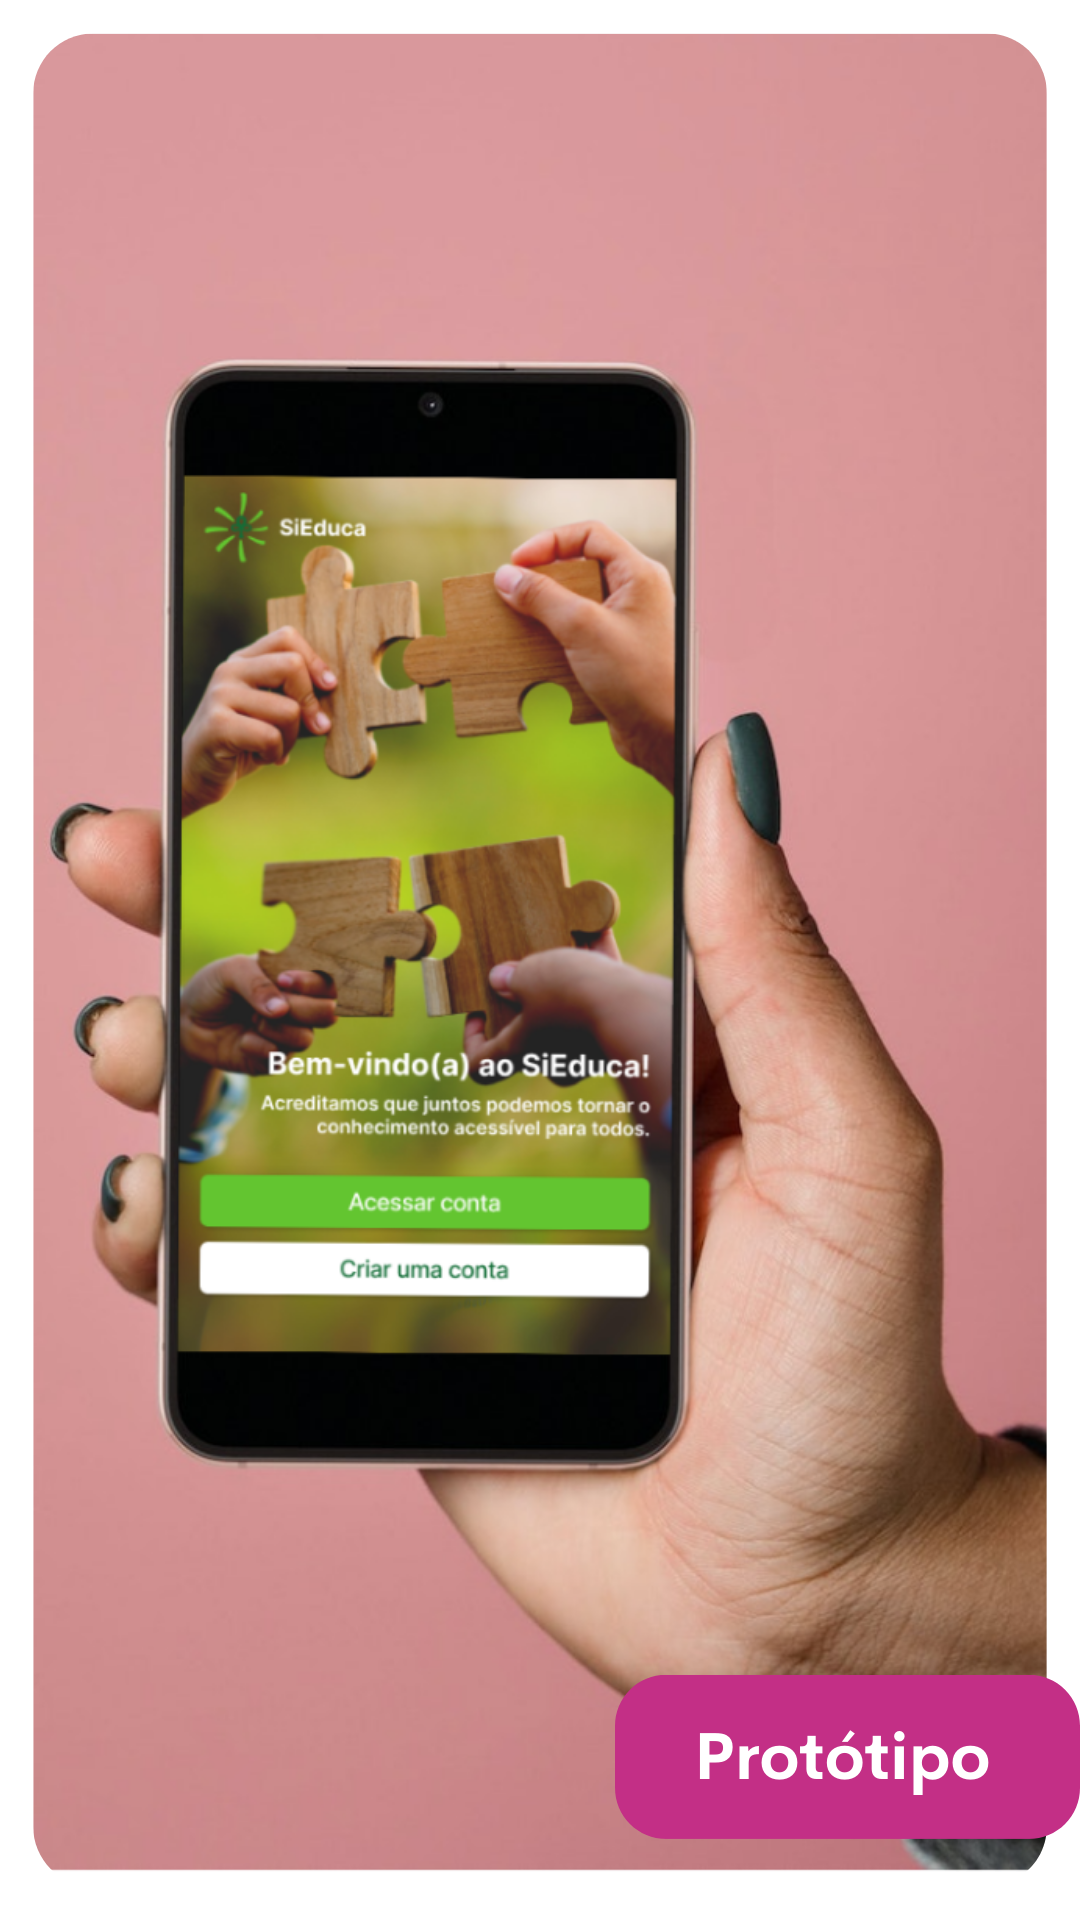 SiEduca
Bem-vindo(a) ao SiEduca!
Acreditamos que juntos podemos tornar o
conhecimento acessível para todos.
Acessar conta
Criar uma conta
Protótipo